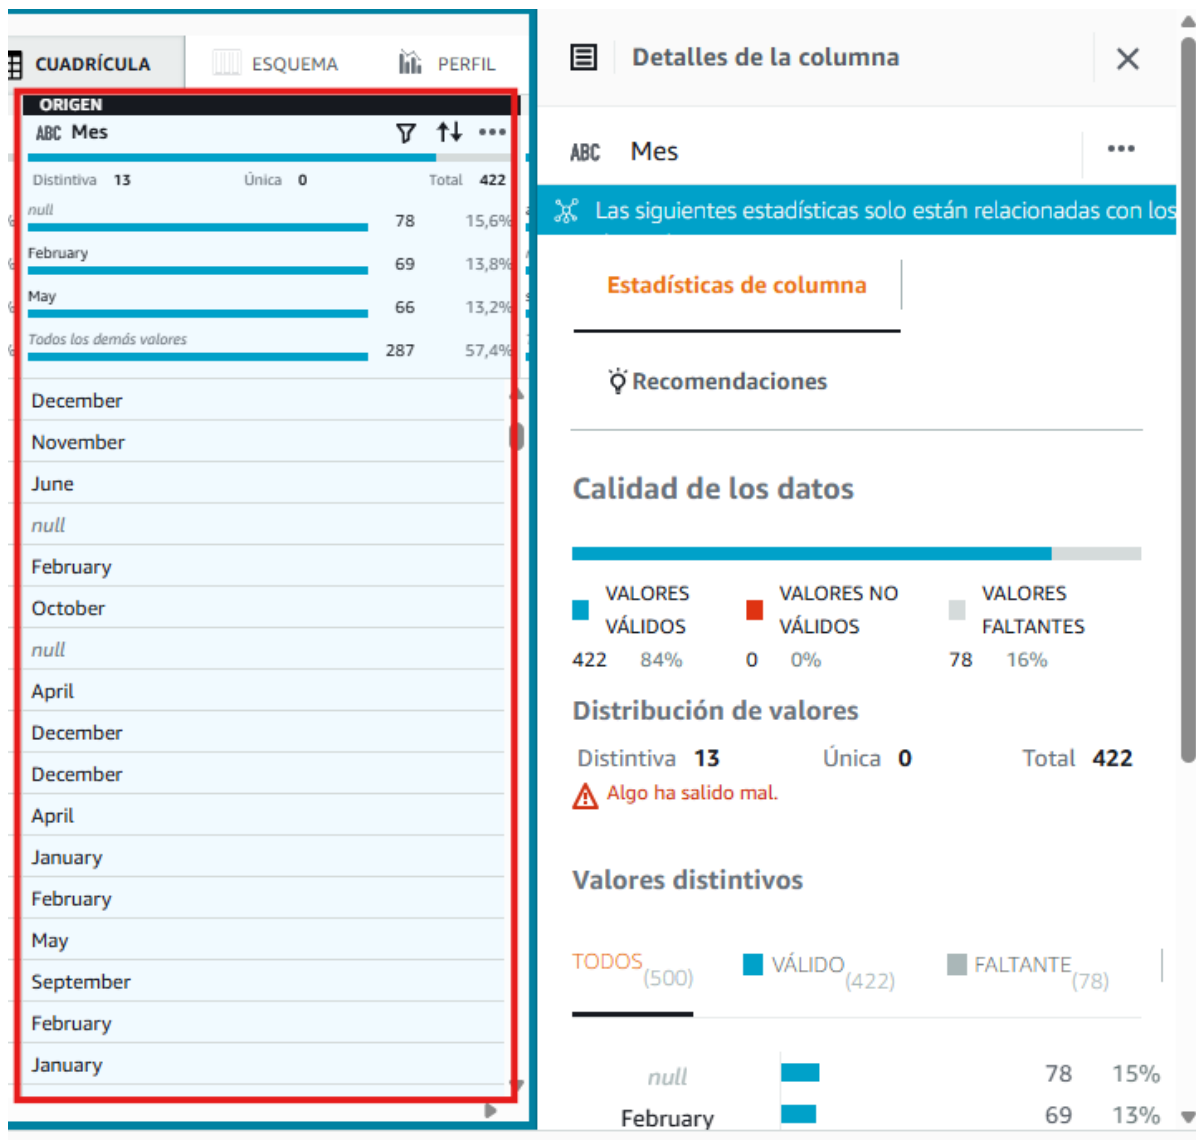 CUADRÍCULA
ESQUEMA
PERFIL
ORIGEN
ABC Mes
Distintiva 13 Única 0 Total 422
null 78 15,6%
February 69 13,8%
May 66 13,2%
Todos los demás valores 287 57,4%
December
November
June
null
February
October
null
April
December
December
April
January
February
May
September
February
January
Detalles de la columna
ABC Mes
Las siguientes estadísticas solo están relacionadas con los
Estadísticas de columna
Recomendaciones
Calidad de los datos
VALORES VÁLIDOS
422 84%
VALORES NO VÁLIDOS
0 0%
VALORES FALTANTES
78 16%
Distribución de valores
Distintiva 13 Única 0 Total 422
Algo ha salido mal.
Valores distintivos
TODOS (500) VÁLIDO (422) FALTANTE (78)
null 78 15%
February 69 13%